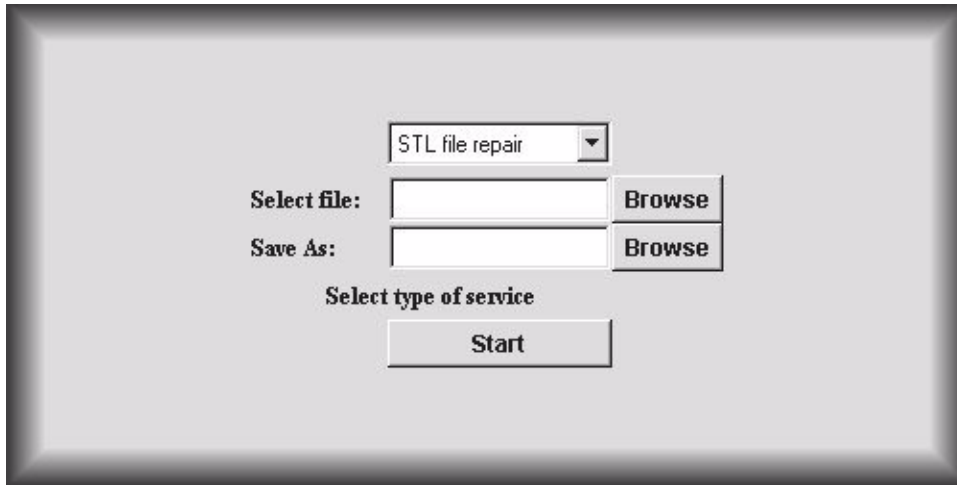 STL file repair
Select file: Browse
Save As: Browse
Select type of service
Start